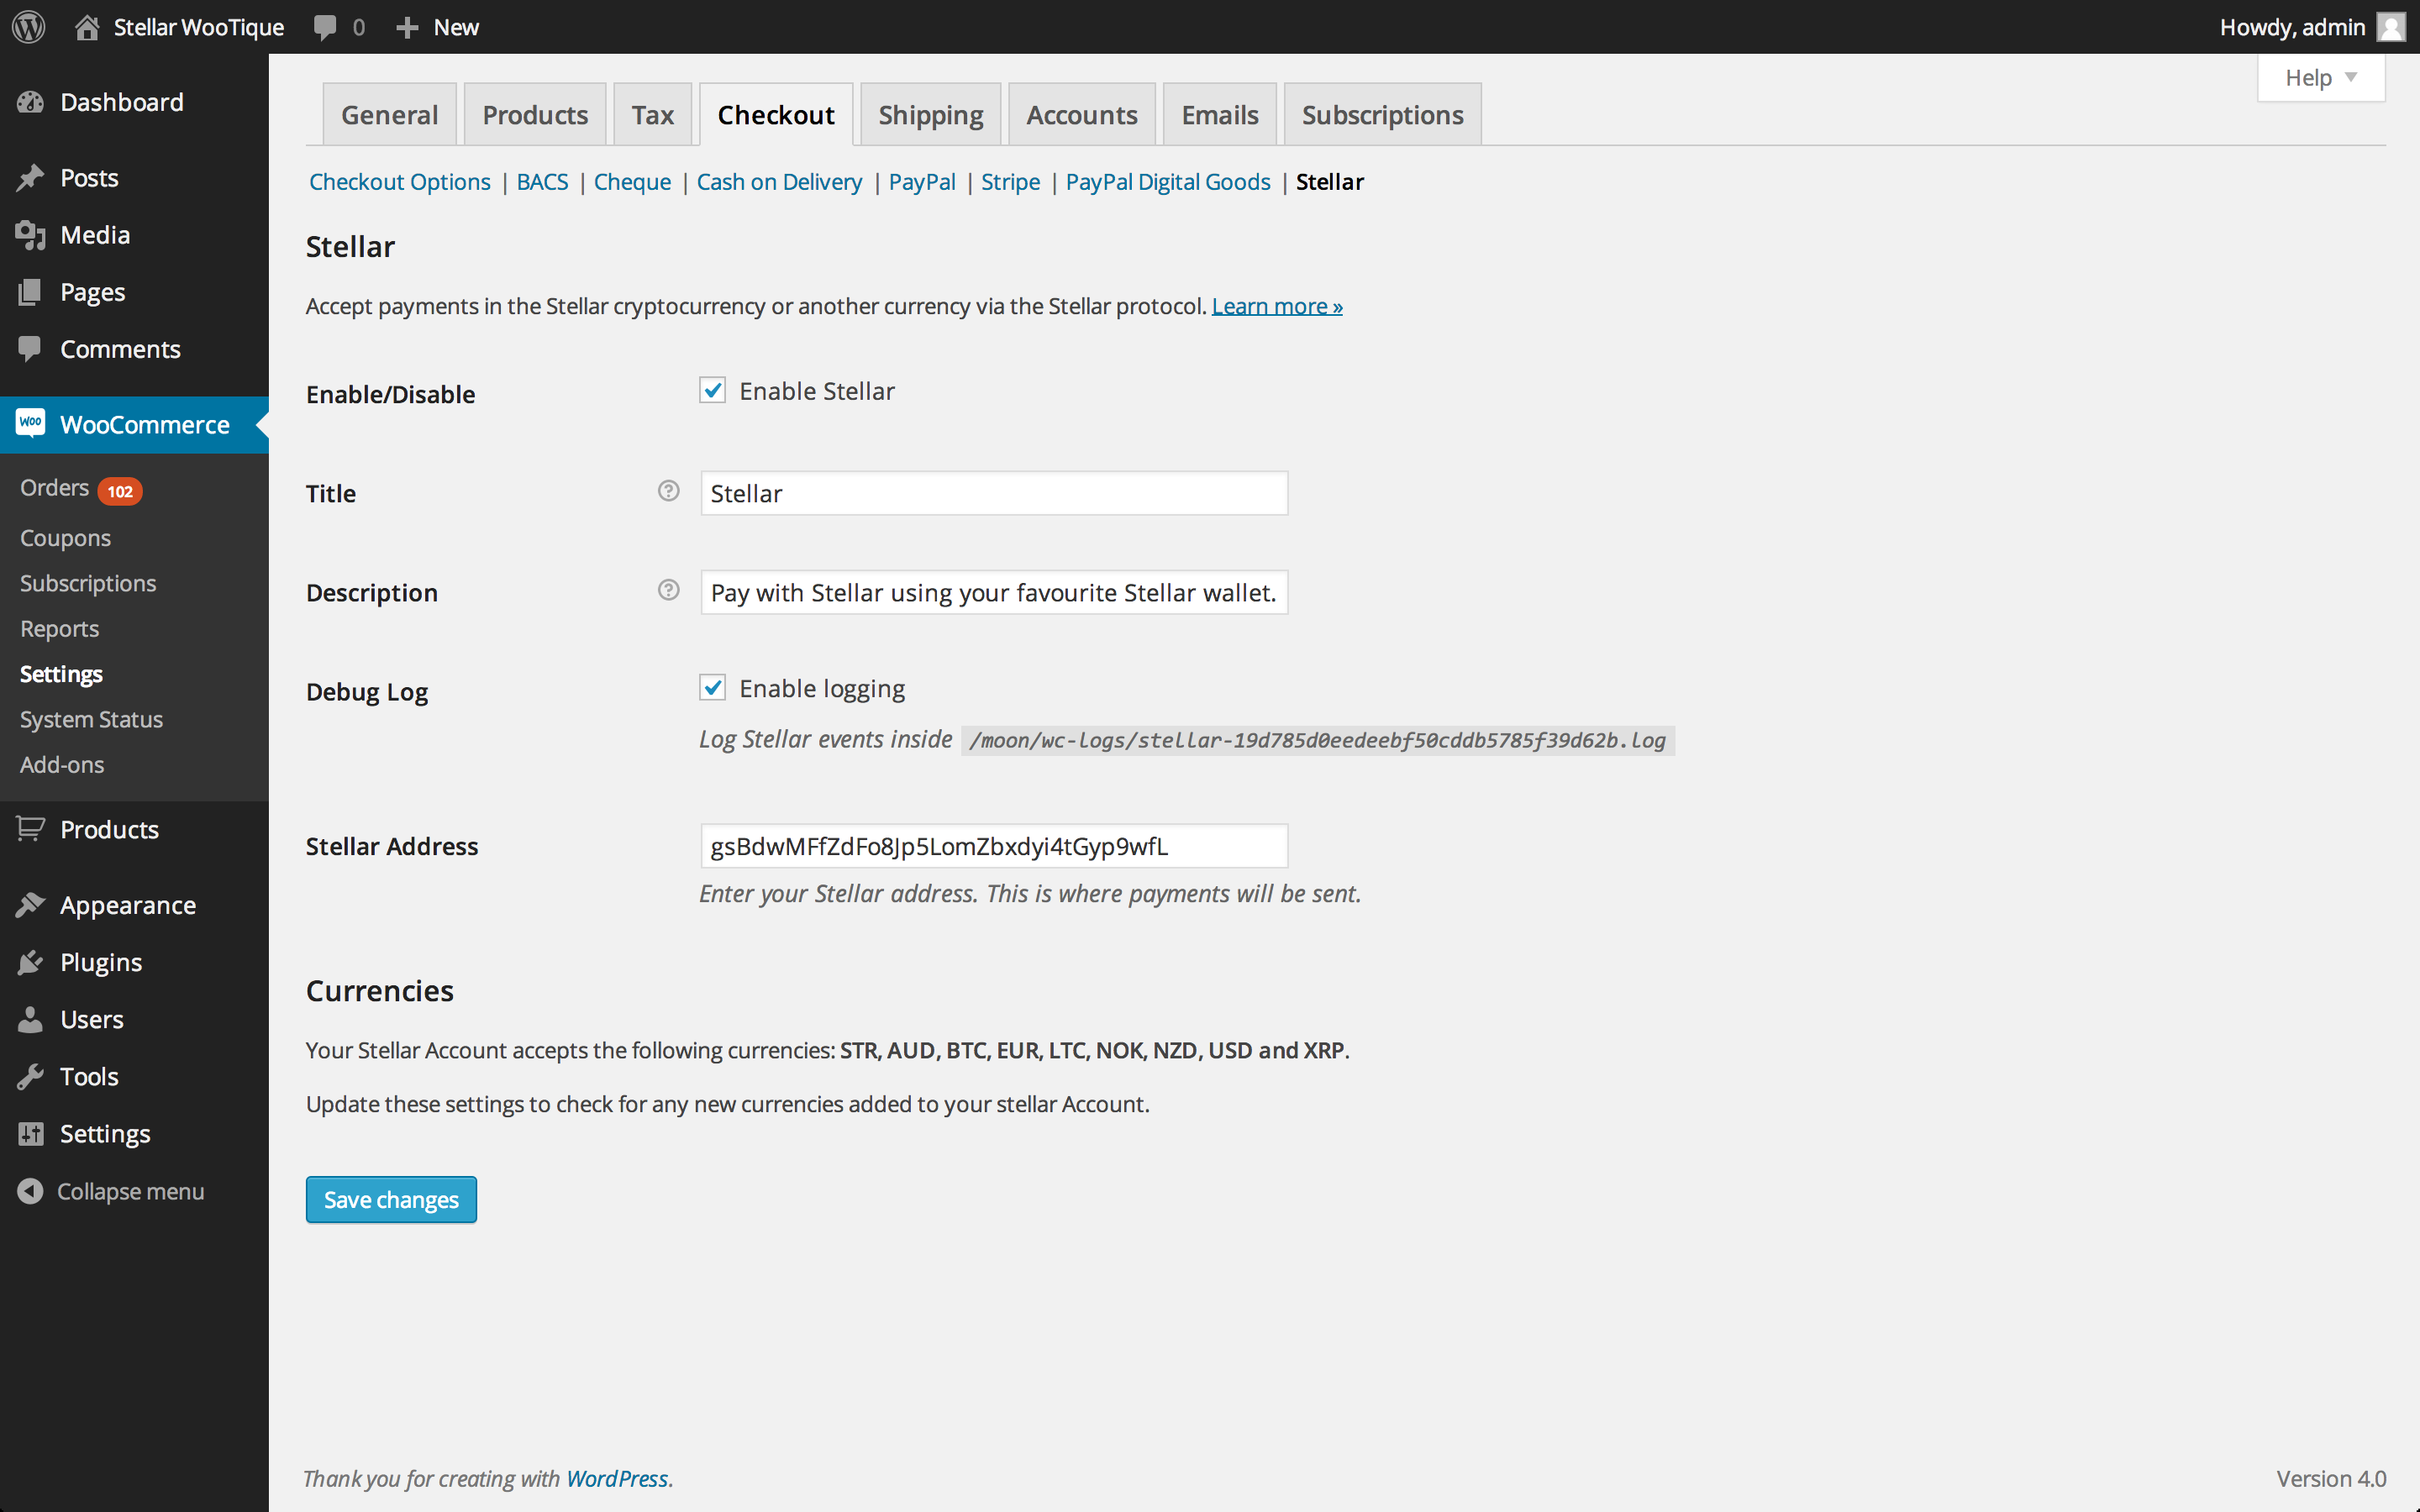 Stellar WooTique 0 New Howdy, admin
Help
Dashboard
Posts
Media
Pages
Comments
WOO WooCommerce
Orders 102
Coupons
Subscriptions
Reports
Settings
System Status
Add-ons
Products
Appearance
Plugins
Users
Tools
Settings
Collapse menu
General Products Tax Checkout Shipping Accounts Emails Subscriptions
Checkout Options | BACS | Cheque | Cash on Delivery | PayPal | Stripe | PayPal Digital Goods | Stellar
Stellar
Accept payments in the Stellar cryptocurrency or another currency via the Stellar protocol. Learn more »
Enable/Disable Enable Stellar
Title ? Stellar
Description ? Pay with Stellar using your favourite Stellar wallet.
Debug Log Enable logging
Log Stellar events inside /moon/wc-logs/stellar-19d785d0eedeebf50cddb5785f39d62b.log
Stellar Address gsBdwMFfZdFo8Jp5LomZbxdyi4tGyp9wfL
Enter your Stellar address. This is where payments will be sent.
Currencies
Your Stellar Account accepts the following currencies: STR, AUD, BTC, EUR, LTC, NOK, NZD, USD and XRP.
Update these settings to check for any new currencies added to your stellar Account.
Save changes
Thank you for creating with WordPress. Version 4.0